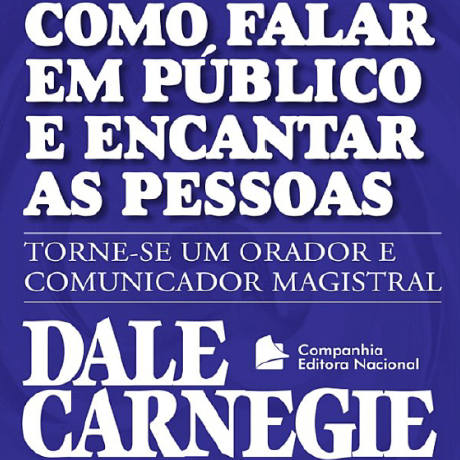 COMO FALAR
EM PÚBLICO
E ENCANTAR
AS PESSOAS
TORNE-SE UM ORADOR E
COMUNICADOR MAGISTRAL
DALE
Companhia
Editora Nacional
CARNEGIE